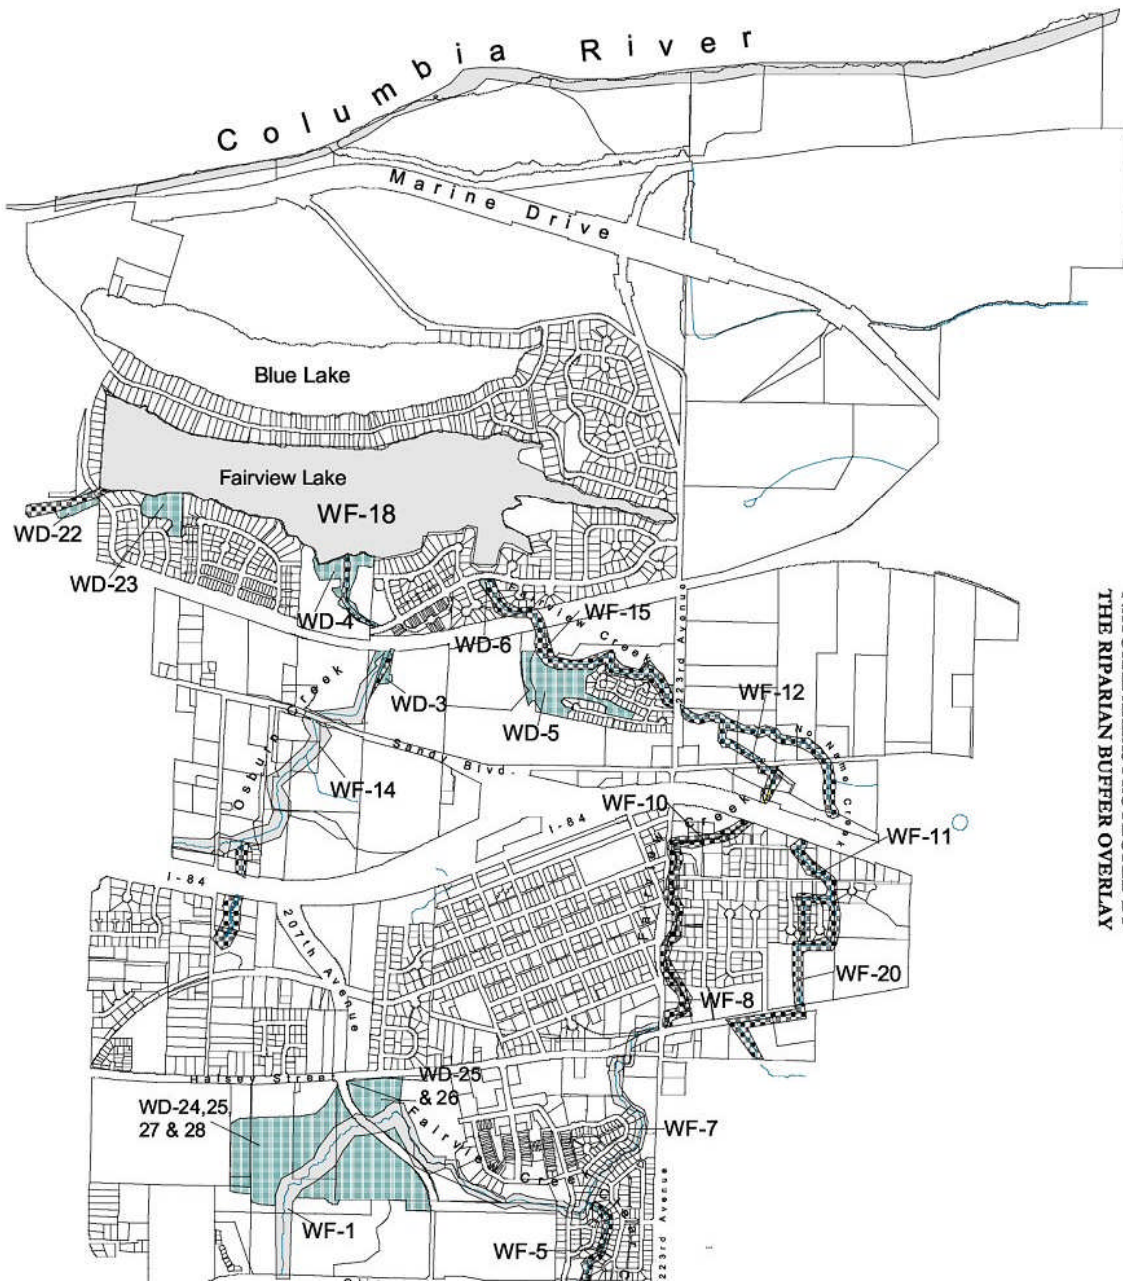 Columbia River
Marine Drive
Blue Lake
Fairview Lake
WF-18
WD-22
WD-23
WD-4
WD-6
Fairview Creek
WF-15
223rd Avenue
THE RIPARIAN BUFFER OVERLAY
Osburn Creek
WD-3
WD-5
WF-12
No Name Creek
Sandy Blvd.
WF-14
WF-10
Creek
I-84
WF-11
I-84
207th Avenue
WF-20
WF-8
Halsey Street
WD-25
& 26
WD-24,25,
27 & 28
Fairview Creek
WF-7
223rd Avenue
WF-1
WF-5